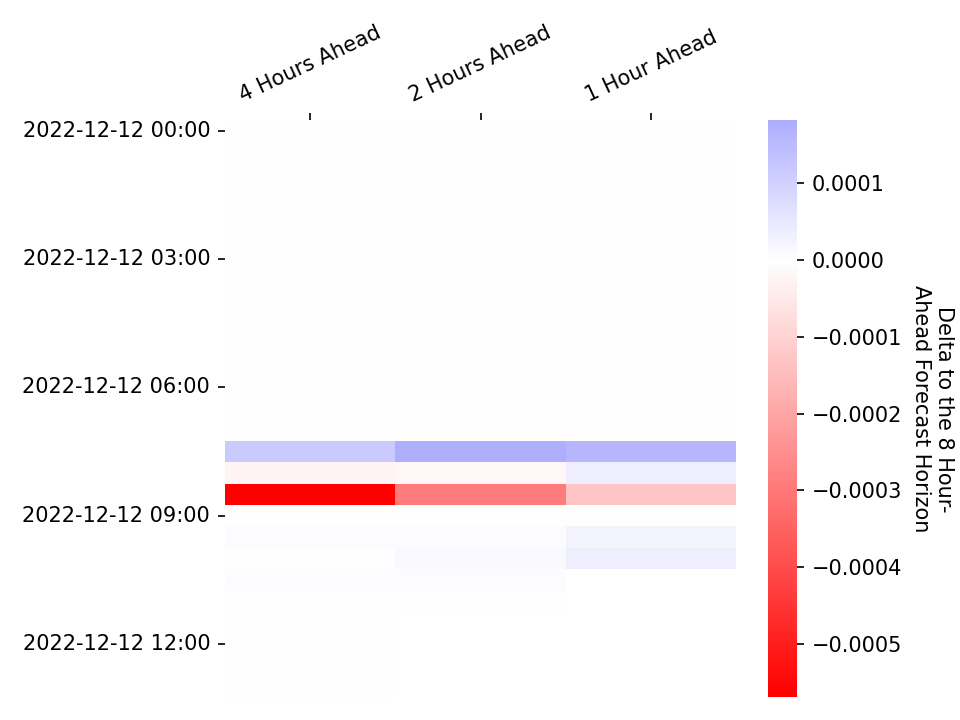 4 Hours Ahead
2 Hours Ahead
1 Hour Ahead
2022-12-12 00:00
2022-12-12 03:00
2022-12-12 06:00
2022-12-12 09:00
2022-12-12 12:00
0.0001
0.0000
−0.0001
−0.0002
−0.0003
−0.0004
−0.0005
Delta to the 8 Hour-
Ahead Forecast Horizon